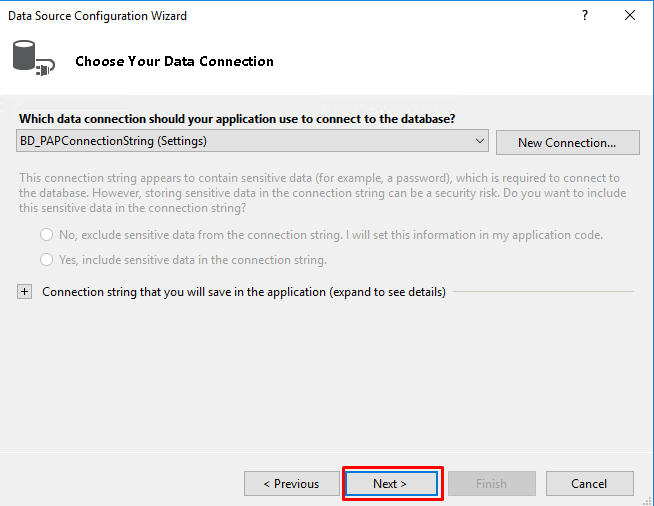 Data Source Configuration Wizard
?
Choose Your Data Connection
Which data connection should your application use to connect to the database?
BD_PAPConnectionString (Settings)
New Connection...
This connection string appears to contain sensitive data (for example, a password), which is required to connect to
the database. However, storing sensitive data in the connection string can be a security risk. Do you want to include
this sensitive data in the connection string?
No, exclude sensitive data from the connection string. I will set this information in my application code.
Yes, include sensitive data in the connection string.
+ Connection string that you will save in the application (expand to see details)
< Previous
Next >
Finish
Cancel